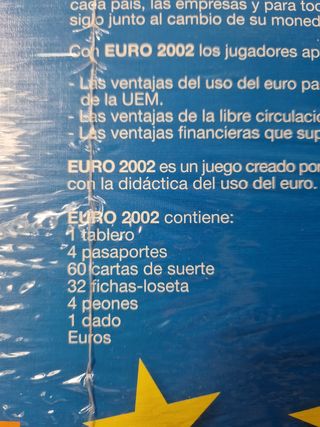 cada país, las empresas y para tod
siglo junto al cambio de su moned
Con EURO 2002 los jugadores ap
- Las ventajas del uso del euro pa
de la UEM.
- Las ventajas de la libre circulació
- Las ventajas financieras que sup
EURO 2002 es un juego creado por
con la didáctica del uso del euro.
EURO 2002 contiene:
1 tablero
4 pasaportes
60 cartas de suerte
32 fichas-loseta
4 peones
1 dado
Euros